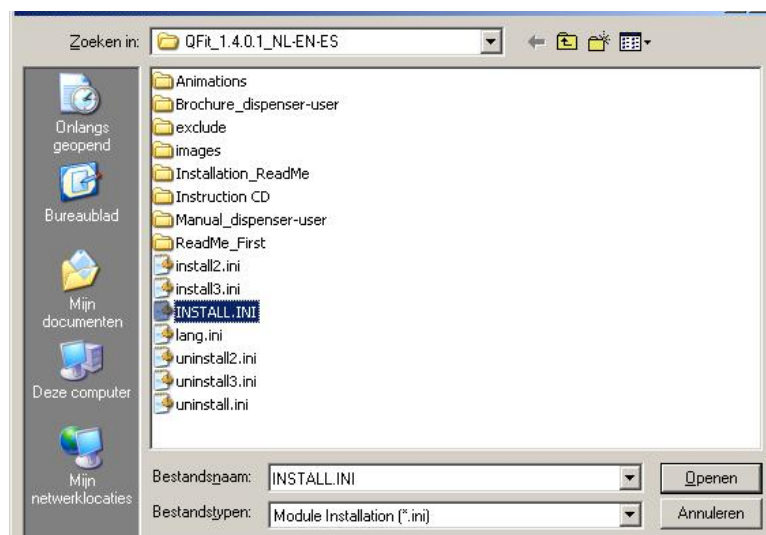 Zoeken in:
QFit_1.4.0.1_NL-EN-ES
Onlangs
geopend
Bureaublad
Mijn
documenten
Deze computer
Mijn
netwerklocaties
Animations
Brochure_dispenser-user
exclude
images
Installation_ReadMe
Instruction CD
Manual_dispenser-user
ReadMe_First
install2.ini
install3.ini
INSTALL.INI
lang.ini
uninstall2.ini
uninstall3.ini
uninstall.ini
Bestandsnaam:
INSTALL.INI
Openen
Bestandstypen:
Module Installation (*.ini)
Annuleren